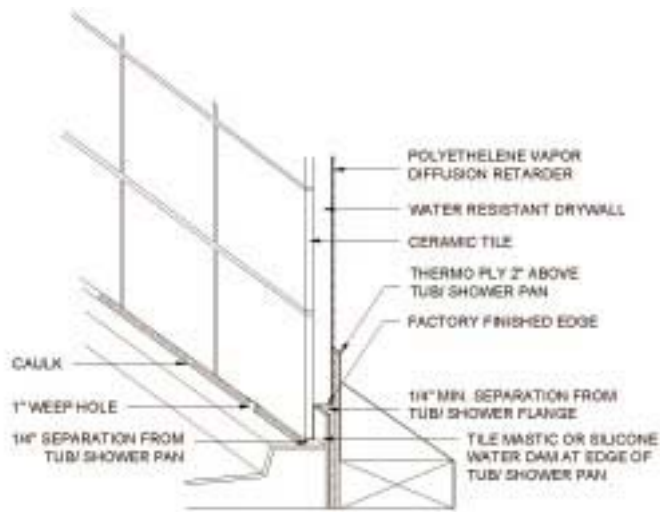 POLYETHELENE VAPOR
DIFFUSION RETARDER
WATER RESISTANT DRYWALL
CERAMIC TILE
THERMO PLY 2" ABOVE
TUB/ SHOWER PAN
FACTORY FINISHED EDGE
CAULK
1" WEEP HOLE
1/4" SEPARATION FROM
TUB/ SHOWER PAN
1/4" MIN. SEPARATION FROM
TUB/ SHOWER FLANGE
TILE MASTIC OR SILICONE
WATER DAM AT EDGE OF
TUB/ SHOWER PAN